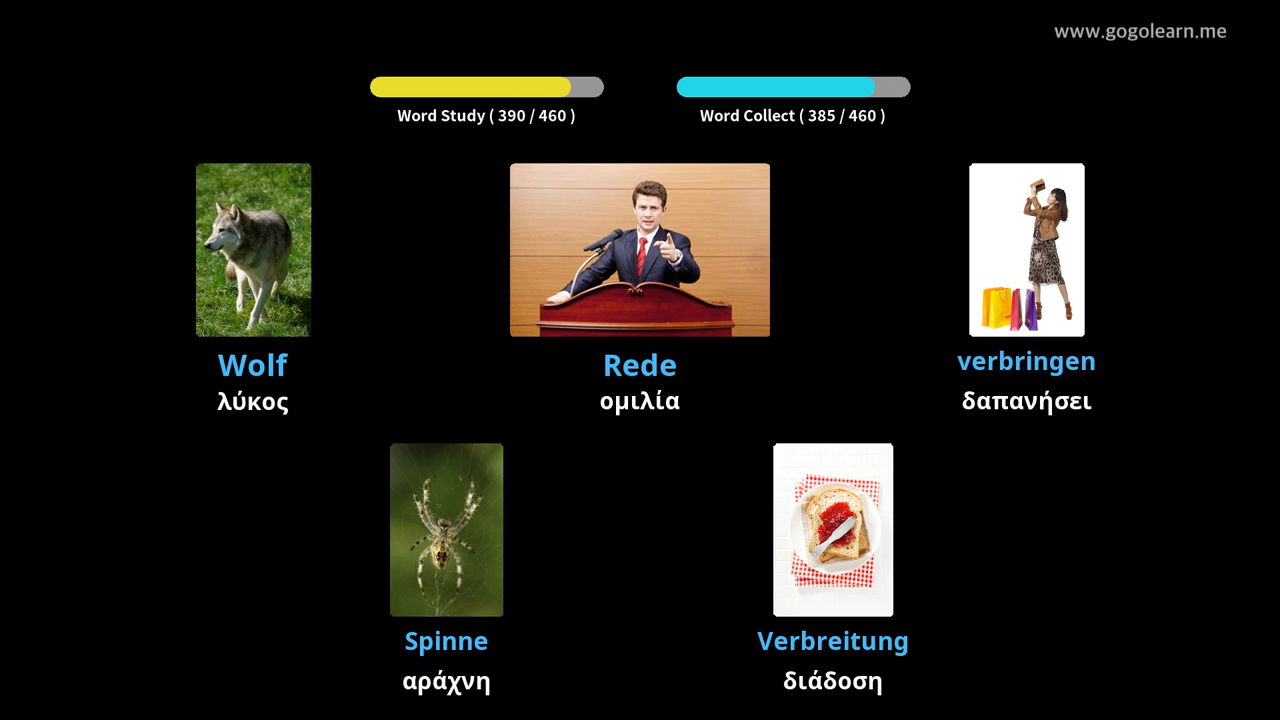 www.gogolearn.me
Word Study ( 390 / 460 )
Word Collect ( 385 / 460 )
Wolf
λύκος
Rede
ομιλία
verbringen
δαπανήσει
Spinne
αράχνη
Verbreitung
διάδοση